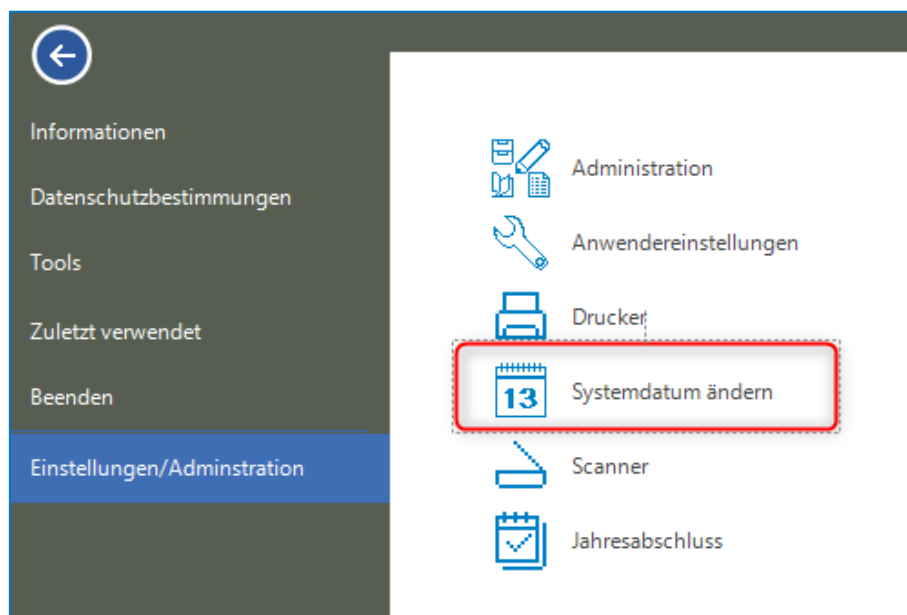 Informationen
Datenschutzbestimmungen
Tools
Zuletzt verwendet
Beenden
Einstellungen/Adminstration
Administration
Anwendereinstellungen
Drucker
13
Systemdatum ändern
Scanner
Jahresabschluss